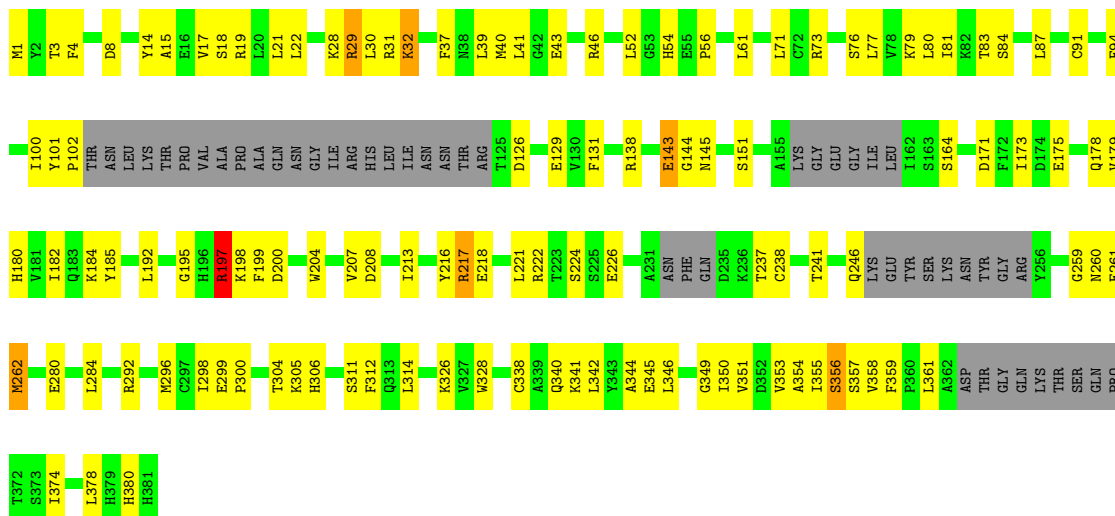 M1 Y2 T3 F4 D8 Y14 A15 E16 V17 S18 R19 L20 L21 L22 K28 R29 L30 R31 K32 F37 N38 L39 M40 L41 G42 E43 R46 L52 G53 H54 E55 P56 L61 L71 C72 R73 S76 L77 V78 K79 L80 I81 K82 T83 S84 L87 C91
I100 Y101 P102 THR ASN LEU LYS THR PRO VAL ALA PRO ALA GLN ASN GLY ILE ARG HIS LEU ILE ASN ASN THR ARG T125 D126 E129 V130 F131 R138 E143 G144 N145 S151 A155 LYS GLY GLU GLY ILE LEU I162 S163 S164 D171 F172 I173 D174 E175 Q178
H180 V181 I182 Q183 K184 Y185 L192 G195 H196 R197 K198 F199 D200 W204 V207 D208 I213 Y216 R217 E218 L221 R222 T223 S224 S225 E226 A231 ASN PHE GLN D235 K236 T237 C238 T241 Q246 LYS GLU TYR SER LYS ASN TYR GLY ARG Y256 G259 N260
M262 E280 L284 R292 M296 C297 I298 E299 P300 T304 K305 H306 S311 F312 Q313 L314 K326 V327 W328 C338 A339 Q340 K341 L342 Y343 A344 E345 L346 G349 I350 V351 D352 V353 A354 I355 S356 S357 V358 F359 P360 L361 A362 ASP THR GLY GLN LYS THR SER GLN PRO
T372 S373 I374 L378 H379 H380 H381